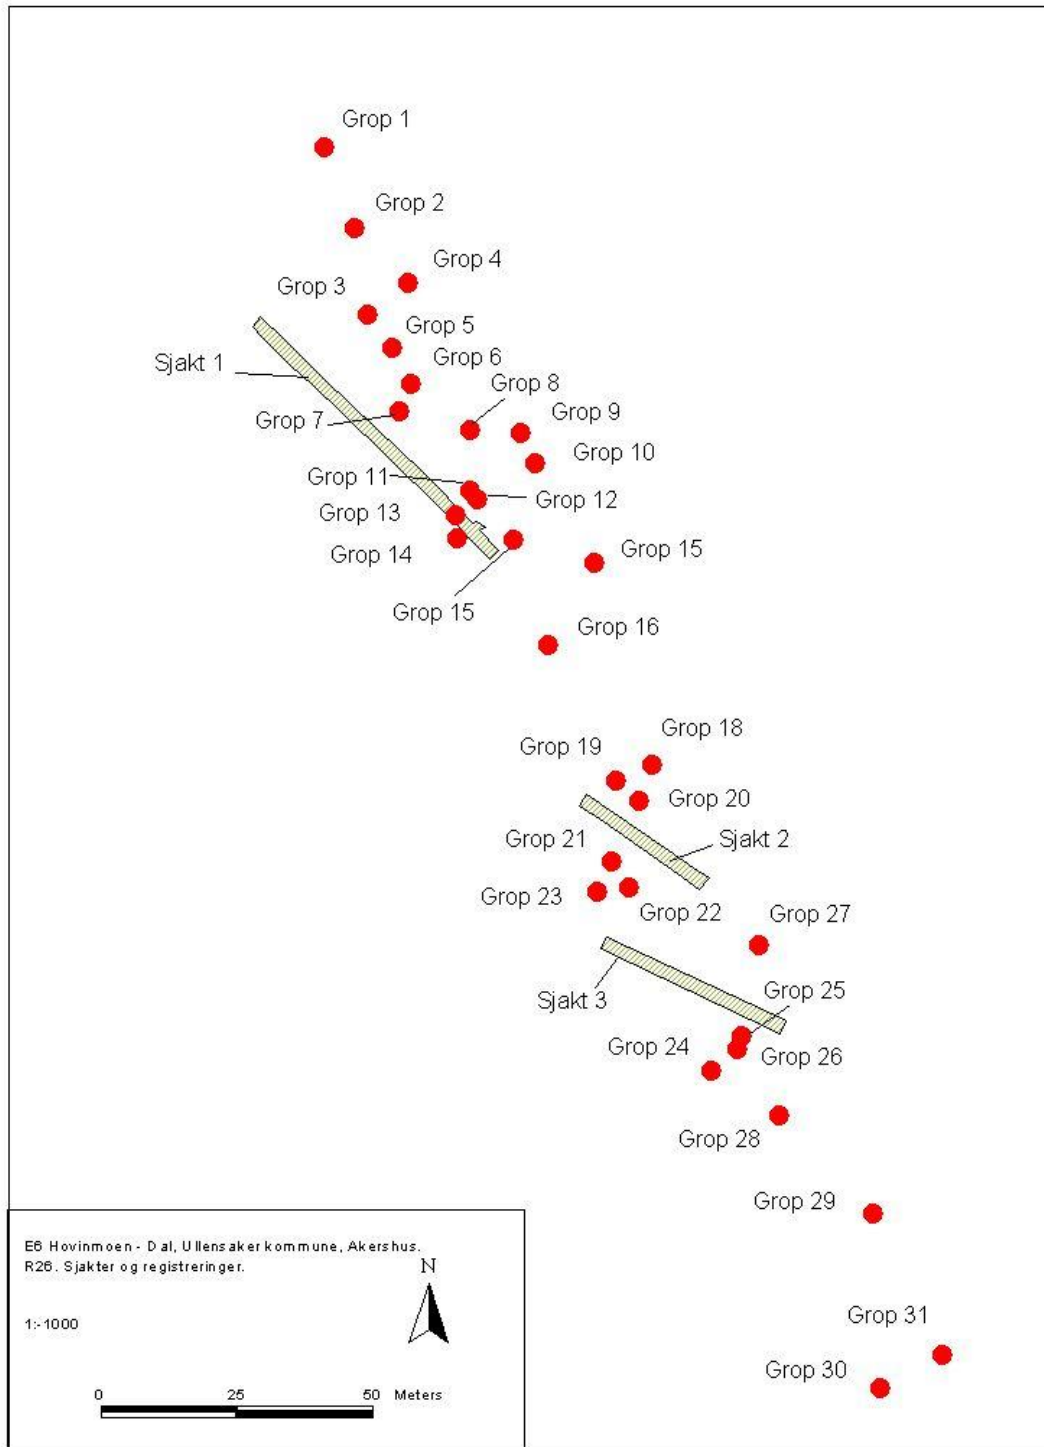 Grop 1
Grop 2
Grop 4
Grop 3
Grop 5
Sjakt 1
Grop 6
Grop 8
Grop 7
Grop 9
Grop 10
Grop 11
Grop 12
Grop 13
Grop 14
Grop 15
Grop 15
Grop 16
Grop 18
Grop 19
Grop 20
Grop 21
Sjakt 2
Grop 23
Grop 22
Grop 27
Grop 25
Sjakt 3
Grop 24
Grop 26
Grop 28
Grop 29
Grop 31
Grop 30
E6 Hovinmoen - Dal, Ullensaker kommune, Akershus.
R26. Sjakter og registreringer.
N
1:-1000
0 25 50 Meters